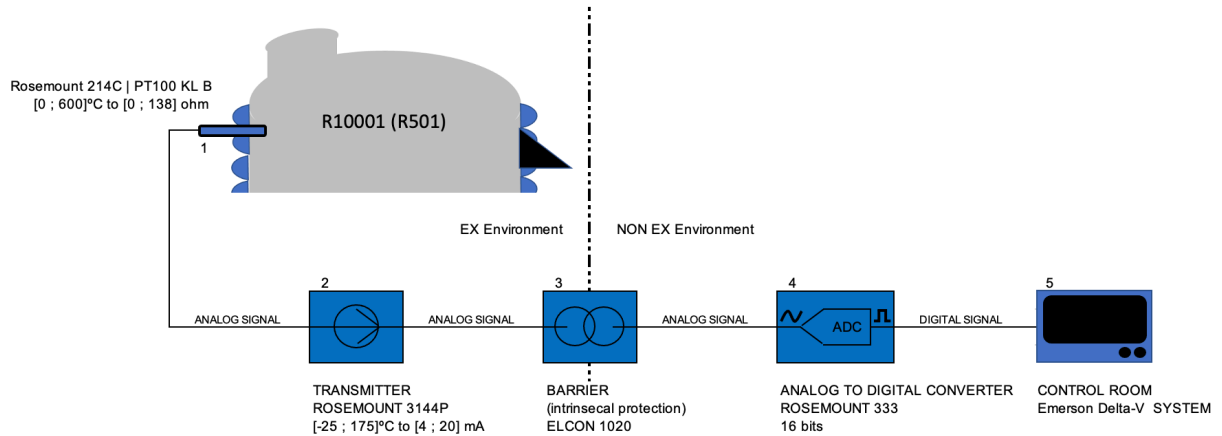 Rosemount 214C | PT100 KL B
[0 ; 600]ºC to [0 ; 138] ohm
R10001 (R501)
1
EX Environment
NON EX Environment
2
3
4
5
ANALOG SIGNAL
ANALOG SIGNAL
ANALOG SIGNAL
ADC
DIGITAL SIGNAL
TRANSMITTER
ROSEMOUNT 3144P
[-25 ; 175]ºC to [4 ; 20] mA
BARRIER
(intrinsecal protection)
ELCON 1020
ANALOG TO DIGITAL CONVERTER
ROSEMOUNT 333
16 bits
CONTROL ROOM
Emerson Delta-V SYSTEM